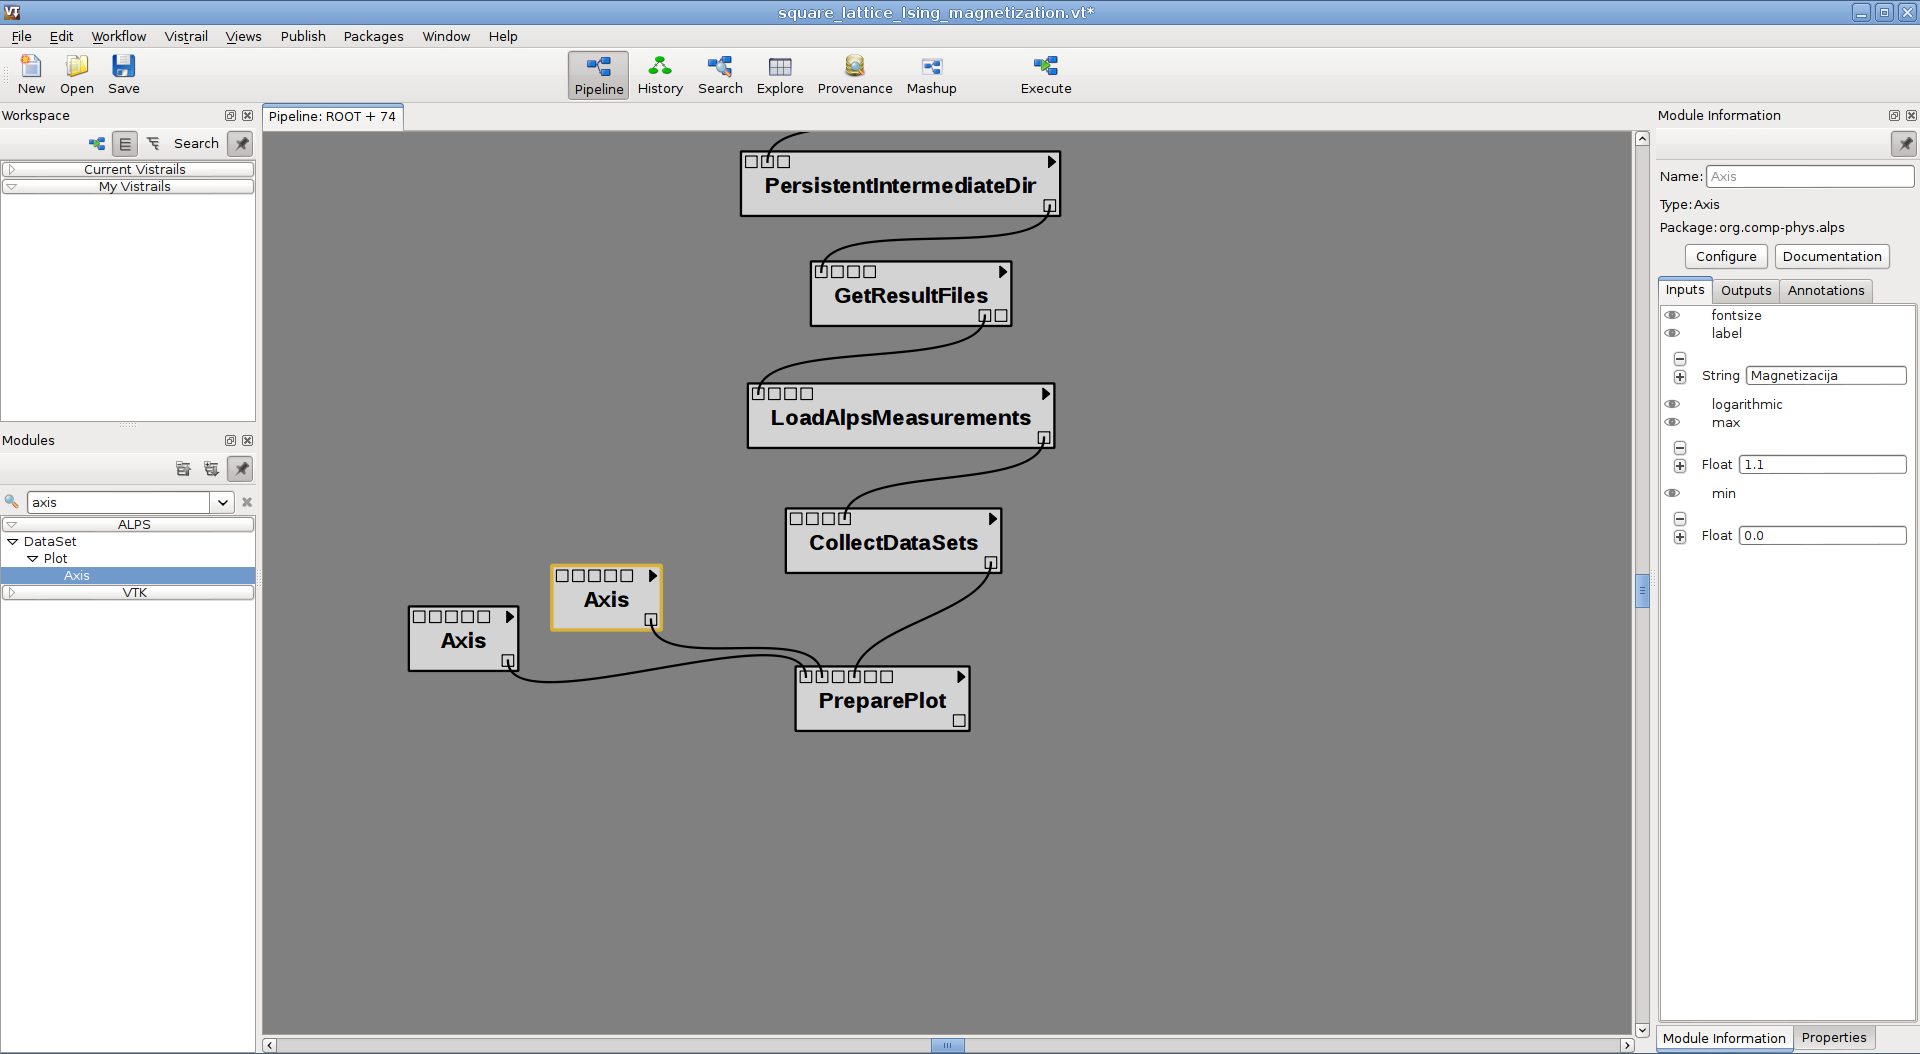 VT
square_lattice_Ising_magnetization.vt*
File Edit Workflow Vistrail Views Publish Packages Window Help
New Open Save Pipeline History Search Explore Provenance Mashup Execute
Workspace
Search
Current Vistrails
My Vistrails
Modules
axis
ALPS
DataSet
Plot
Axis
VTK
Pipeline: ROOT + 74
PersistentIntermediateDir
GetResultFiles
LoadAlpsMeasurements
CollectDataSets
Axis
Axis
PreparePlot
Module Information
Name: Axis
Type: Axis
Package: org.comp-phys.alps
Configure Documentation
Inputs Outputs Annotations
fontsize
label
String Magnetizacija
logarithmic
max
Float 1.1
min
Float 0.0
Module Information Properties